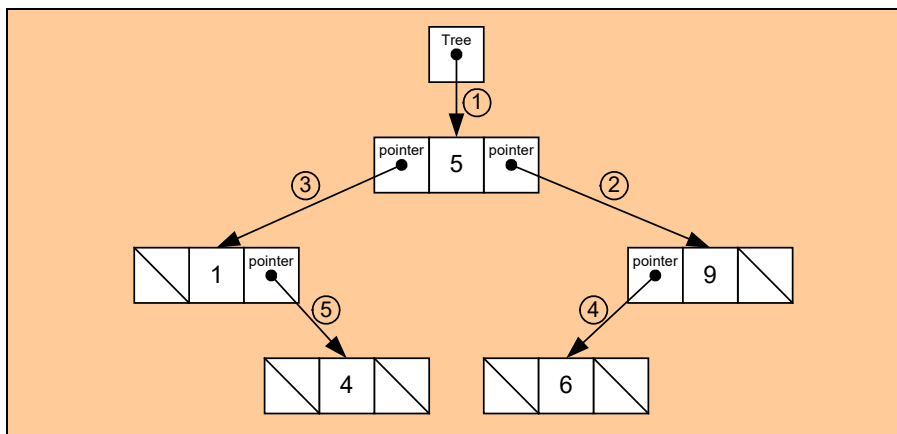 Tree
①
pointer 5 pointer
③ ②
1 pointer pointer 9
⑤ ④
4 6